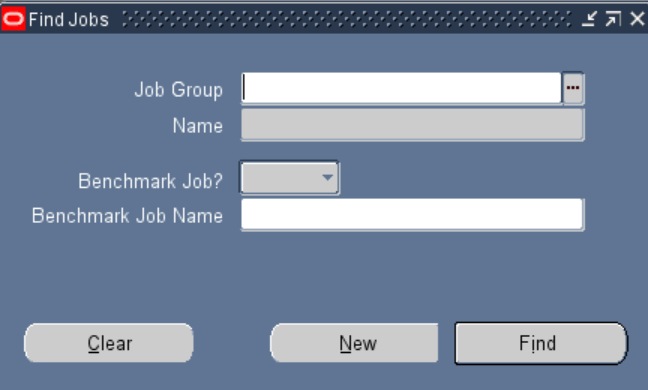 Find Jobs
Job Group
...
Name
Benchmark Job?
Benchmark Job Name
Clear
New
Find